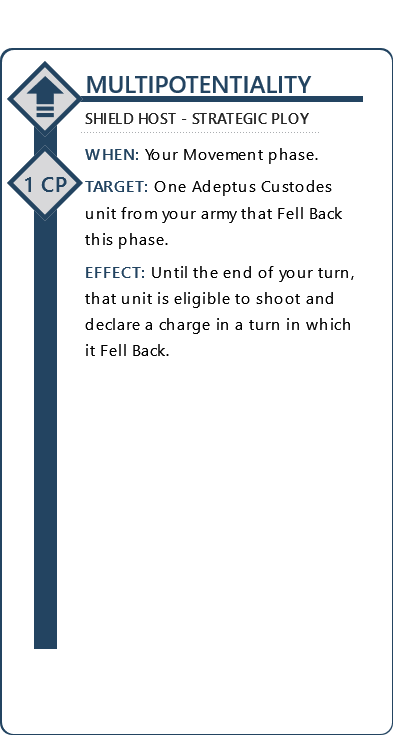 MULTIPOTENTIALITY
SHIELD HOST - STRATEGIC PLOY
1 CP
WHEN: Your Movement phase.
TARGET: One Adeptus Custodes
unit from your army that Fell Back
this phase.
EFFECT: Until the end of your turn,
that unit is eligible to shoot and
declare a charge in a turn in which
it Fell Back.